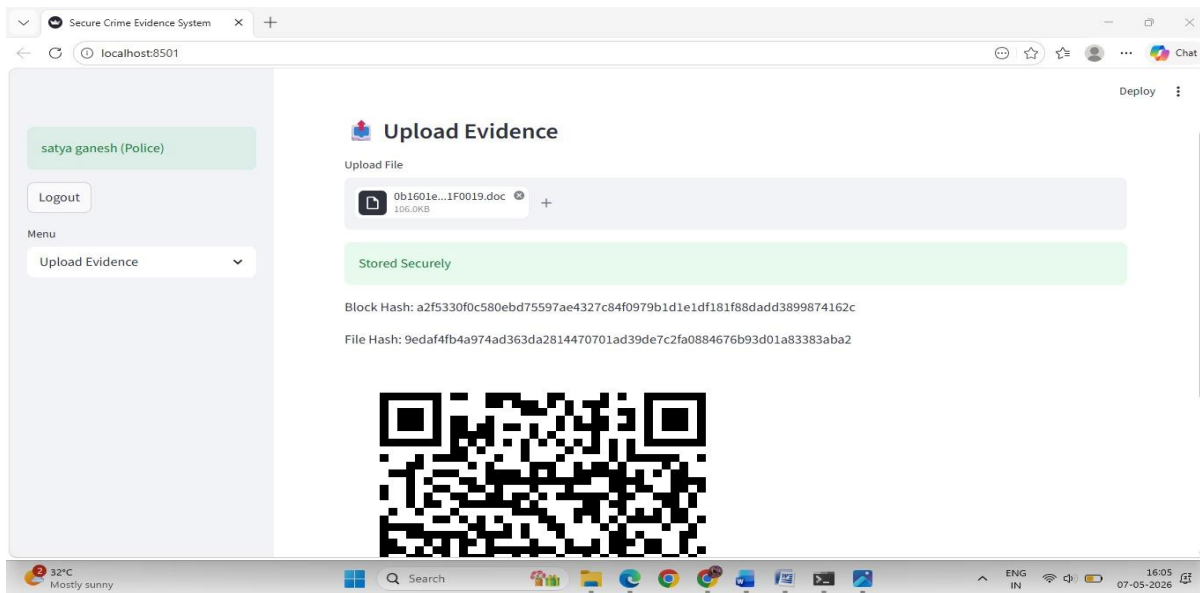 Secure Crime Evidence System
localhost:8501
Chat
Deploy
satya ganesh (Police)
Logout
Menu
Upload Evidence
Upload Evidence
Upload File
0b1601e...1F0019.doc
106.0KB
Stored Securely
Block Hash: a2f5330f0c580ebd75597ae4327c84f0979b1d1e1df181f88dadd3899874162c
File Hash: 9edaf4fb4a974ad363da2814470701ad39de7c2fa0884676b93d01a83383aba2
2
32°C
Mostly sunny
Search
ENG
IN
16:05
07-05-2026